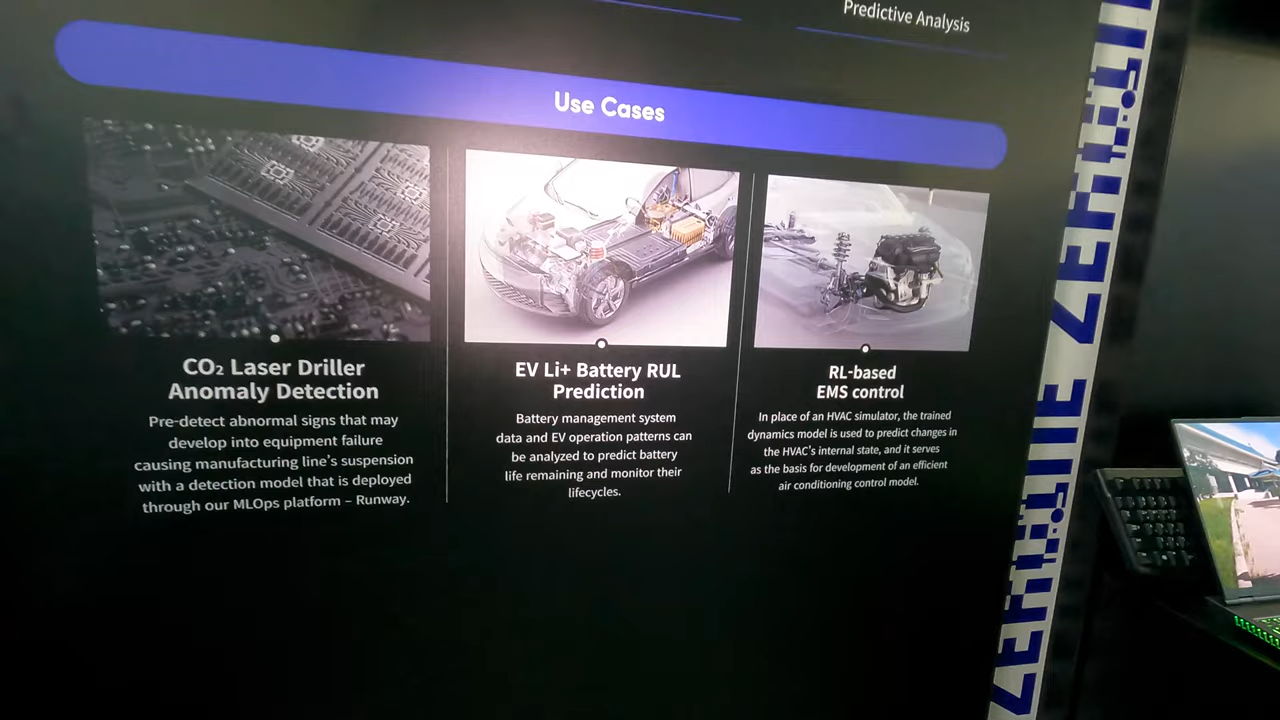 Predictive Analysis
Use Cases
CO₂ Laser Driller
Anomaly Detection
Pre-detect abnormal signs that may
develop into equipment failure
causing manufacturing line's suspension
with a detection model that is deployed
through our MLOps platform – Runway.
EV Li+ Battery RUL
Prediction
Battery management system
data and EV operation patterns can
be analyzed to predict battery
life remaining and monitor their
lifecycles.
RL-based
EMS control
In place of an HVAC simulator, the trained
dynamics model is used to predict changes in
the HVAC's internal state, and it serves
as the basis for development of an efficient
air conditioning control model.